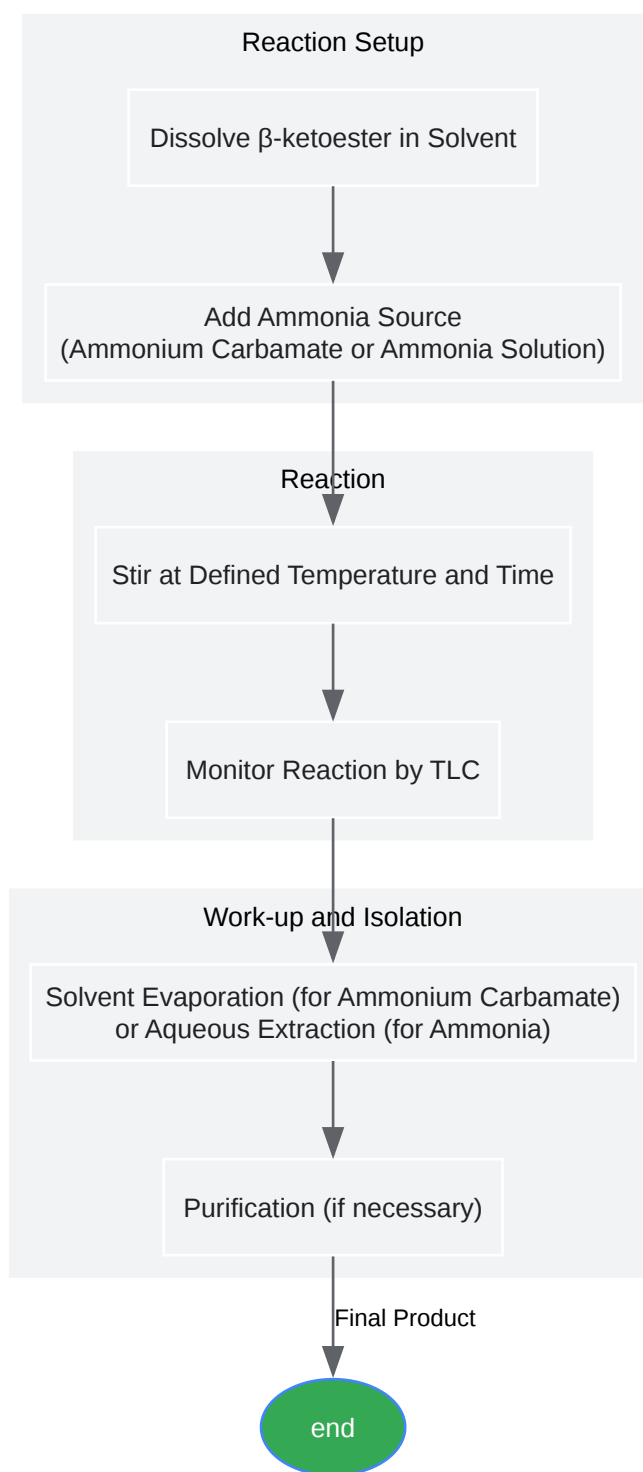 Reaction Setup
Dissolve β-ketoester in Solvent
Add Ammonia Source
(Ammonium Carbamate or Ammonia Solution)
Reaction
Stir at Defined Temperature and Time
Monitor Reaction by TLC
Work-up and Isolation
Solvent Evaporation (for Ammonium Carbamate)
or Aqueous Extraction (for Ammonia)
Purification (if necessary)
Final Product
end